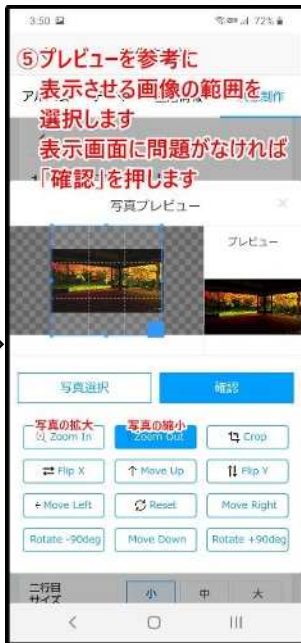 3:50
72%
⑤プレビューを参考に
表示させる画像の範囲を
選択します
表示画面に問題がなければ
「確認」を押します
写真プレビュー
×
プレビュー
写真選択
確認
写真の拡大
写真の縮小
Zoom In
Zoom Out
Crop
Flip X
Move Up
Flip Y
Move Left
Reset
Move Right
Rotate -90deg
Move Down
Rotate +90deg
二行目
サイズ
小
中
大